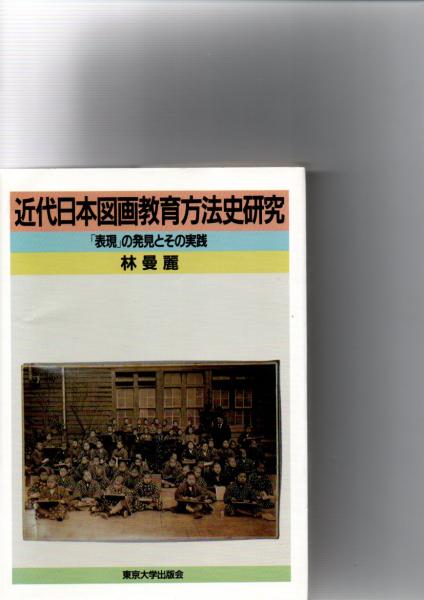 近代日本図画教育方法史研究
「表現」の発見とその実践
林曼麗
東京大学出版会